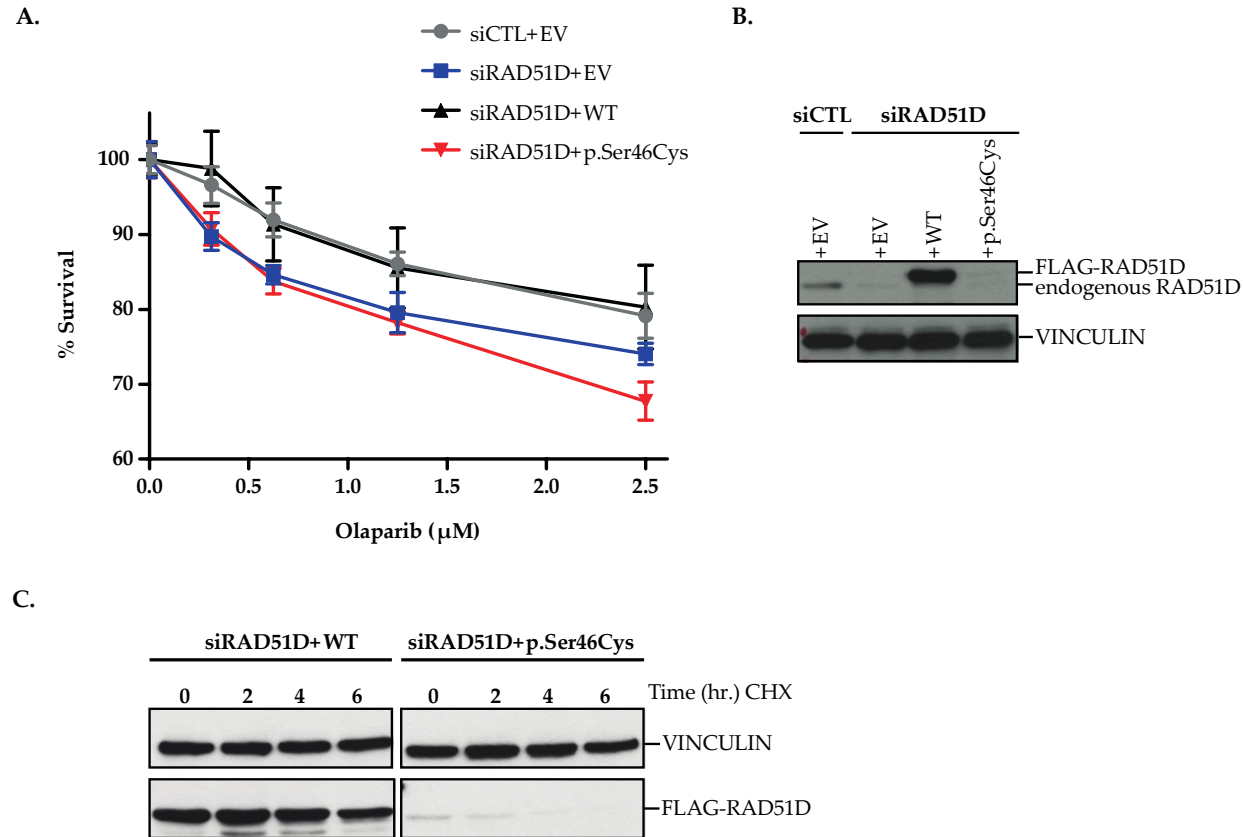 A.
siCTL+EV
siRAD51D+EV
siRAD51D+WT
siRAD51D+p.Ser46Cys
100
90
80
70
60
% Survival
0.0 0.5 1.0 1.5 2.0 2.5
Olaparib (µM)
B.
siCTL siRAD51D
+EV +EV +WT +p.Ser46Cys
FLAG-RAD51D
endogenous RAD51D
VINCULIN
C.
siRAD51D+WT siRAD51D+p.Ser46Cys
0 2 4 6 0 2 4 6 Time (hr.) CHX
VINCULIN
FLAG-RAD51D